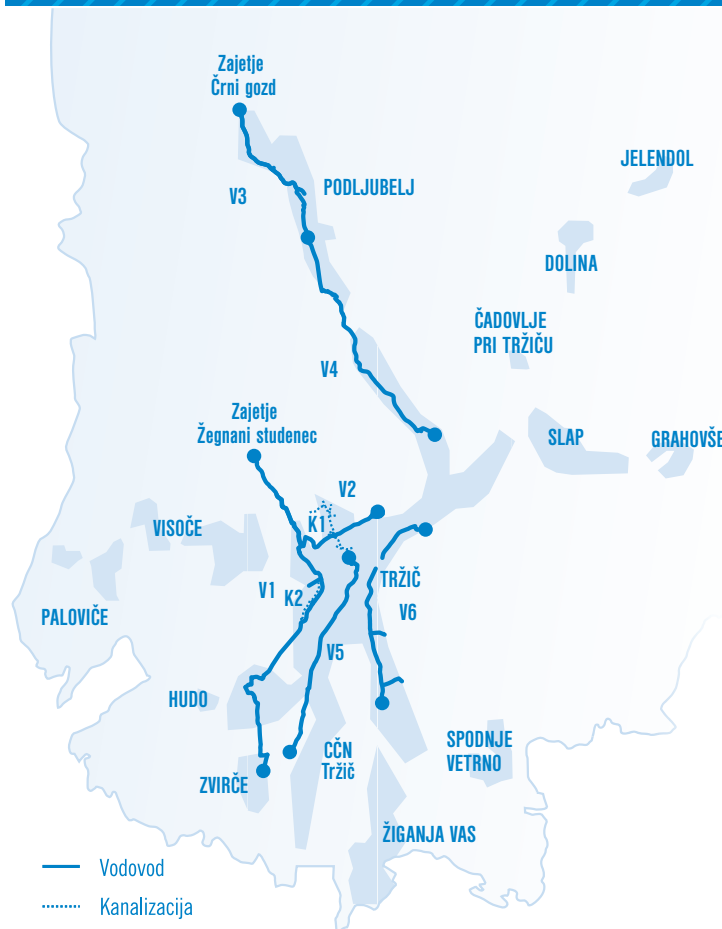 Zajetje
Črni gozd
JELENDOL
V3
PODLJUBELJ
DOLINA
ČADOVLJE
PRI TRŽIČU
V4
Zajetje
Žegnani studenec
SLAP
GRAHOVŠE
V2
VISOČE
K1
TRŽIČ
V1
K2
V6
PALOVIČE
V5
HUDO
SPODNJE
VETRNO
CČN
Tržič
ZVIRČE
ŽIGANJA VAS
Vodovod
Kanalizacija